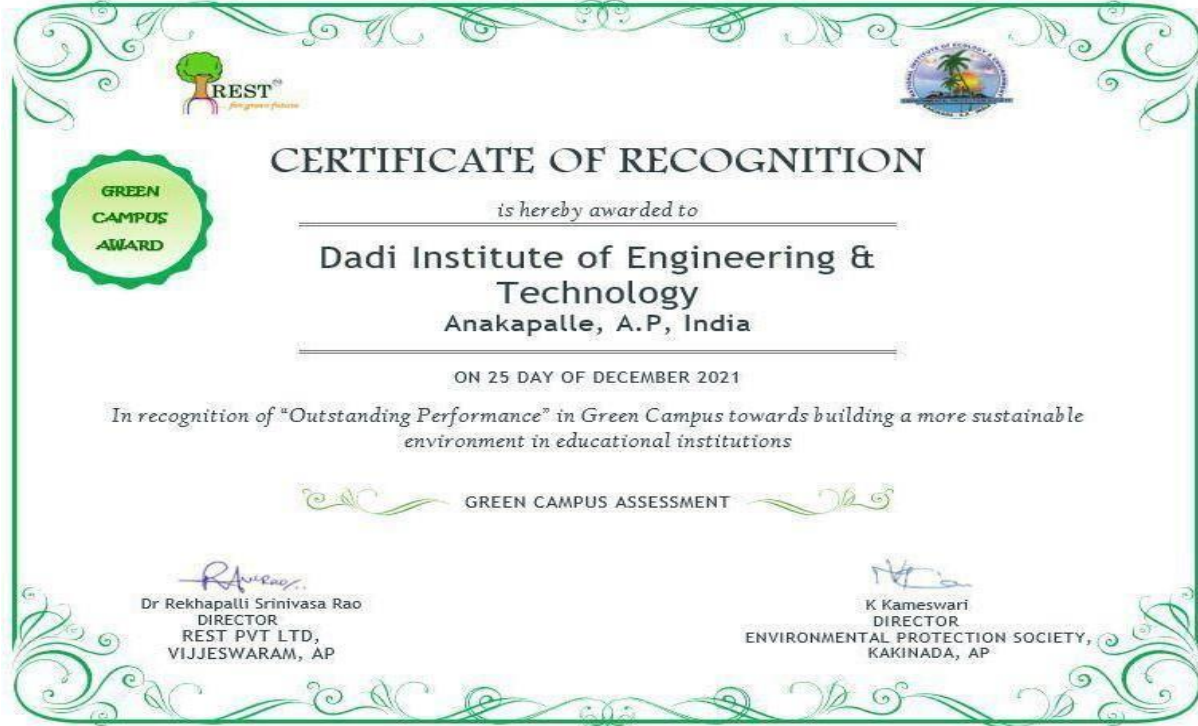 REST
for green future
CERTIFICATE OF RECOGNITION
GREEN
CAMPUS
AWARD
is hereby awarded to
Dadi Institute of Engineering &
Technology
Anakapalle, A.P, India
ON 25 DAY OF DECEMBER 2021
In recognition of “Outstanding Performance” in Green Campus towards building a more sustainable
environment in educational institutions
GREEN CAMPUS ASSESSMENT
Dr Rekhapalli Srinivasa Rao
DIRECTOR
REST PVT LTD,
VIJJESWARAM, AP
K Kameswari
DIRECTOR
ENVIRONMENTAL PROTECTION SOCIETY,
KAKINADA, AP